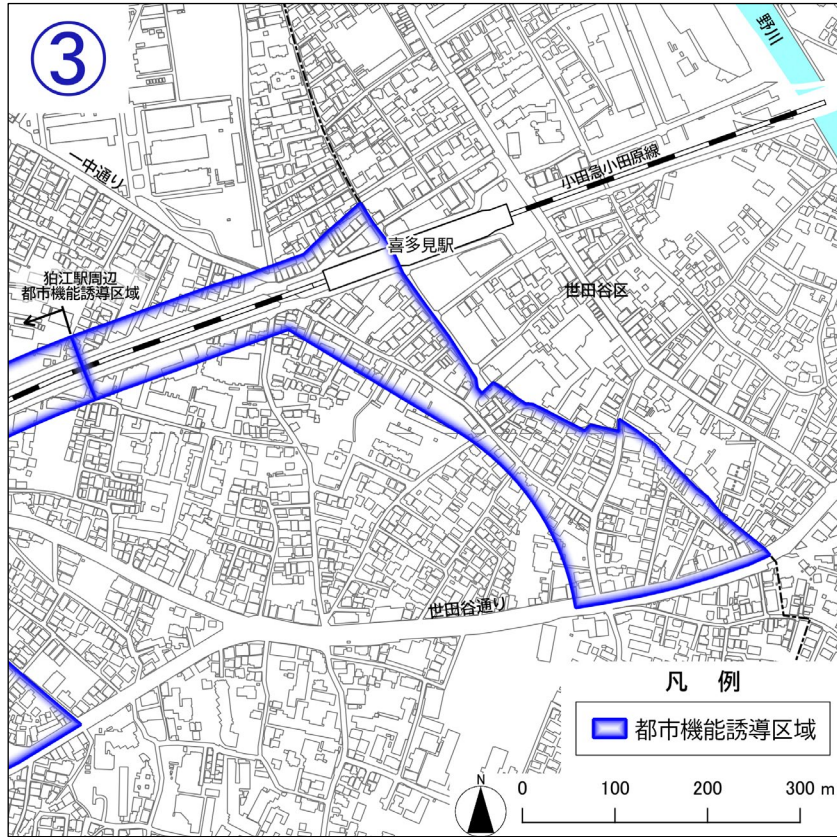 ③
野川
小田急小田原線
一中通り
喜多見駅
狛江駅周辺
都市機能誘導区域
世田谷区
世田谷通り
凡 例
都市機能誘導区域
N
0 100 200 300 m